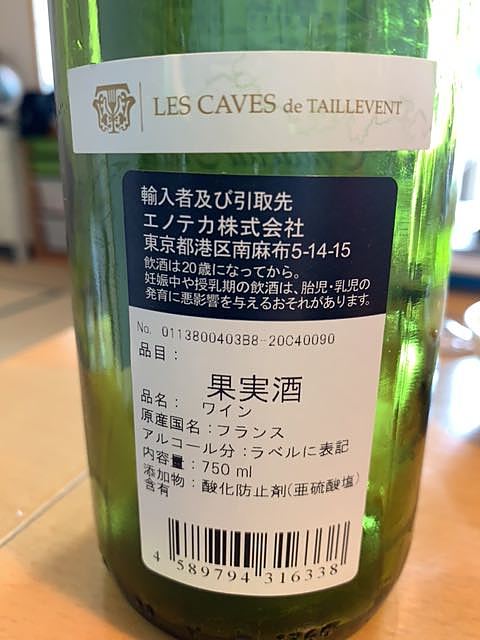 LES CAVES de TAILLEVENT
輸入者及び引取先
エノテカ株式会社
東京都港区南麻布5-14-15
飲酒は20歳になってから。
妊娠中や授乳期の飲酒は、胎児・乳児の
発育に悪影響を与えるおそれがあります。
No. 0113800403B8-20C40090
品目：
果実酒
品名： ワイン
原産国名：フランス
アルコール分：ラベルに表記
内容量：750 ml
添加物：酸化防止剤(亜硫酸塩)
含有
4 589794 316338